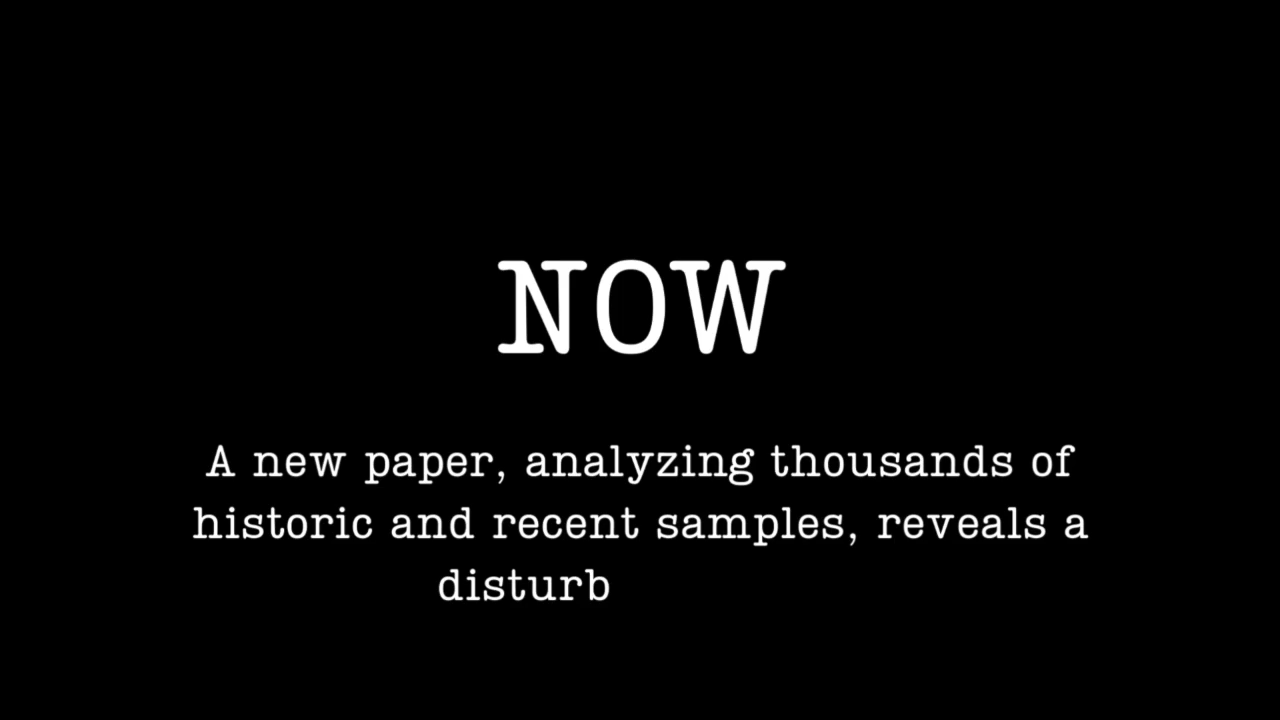 NOW
A new paper, analyzing thousands of
historic and recent samples, reveals a
disturb